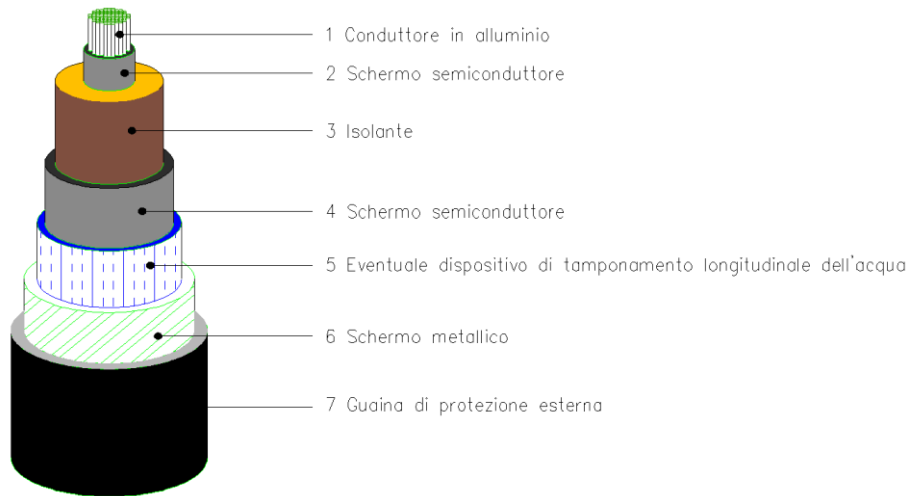 1 Conduttore in alluminio
2 Schermo semiconduttore
3 Isolante
4 Schermo semiconduttore
5 Eventuale dispositivo di tamponamento longitudinale dell'acqua
6 Schermo metallico
7 Guaina di protezione esterna